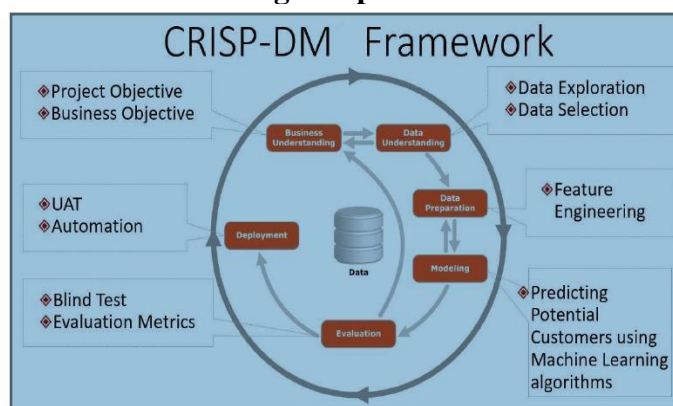 CRISP-DM Framework
Project Objective
Business Objective
Data Exploration
Data Selection
Business
Understanding
Data
Understanding
UAT
Automation
Data
Preparation
Feature
Engineering
Deployment
Data
Modeling
Blind Test
Evaluation Metrics
Evaluation
Predicting
Potential
Customers using
Machine Learning
algorithms